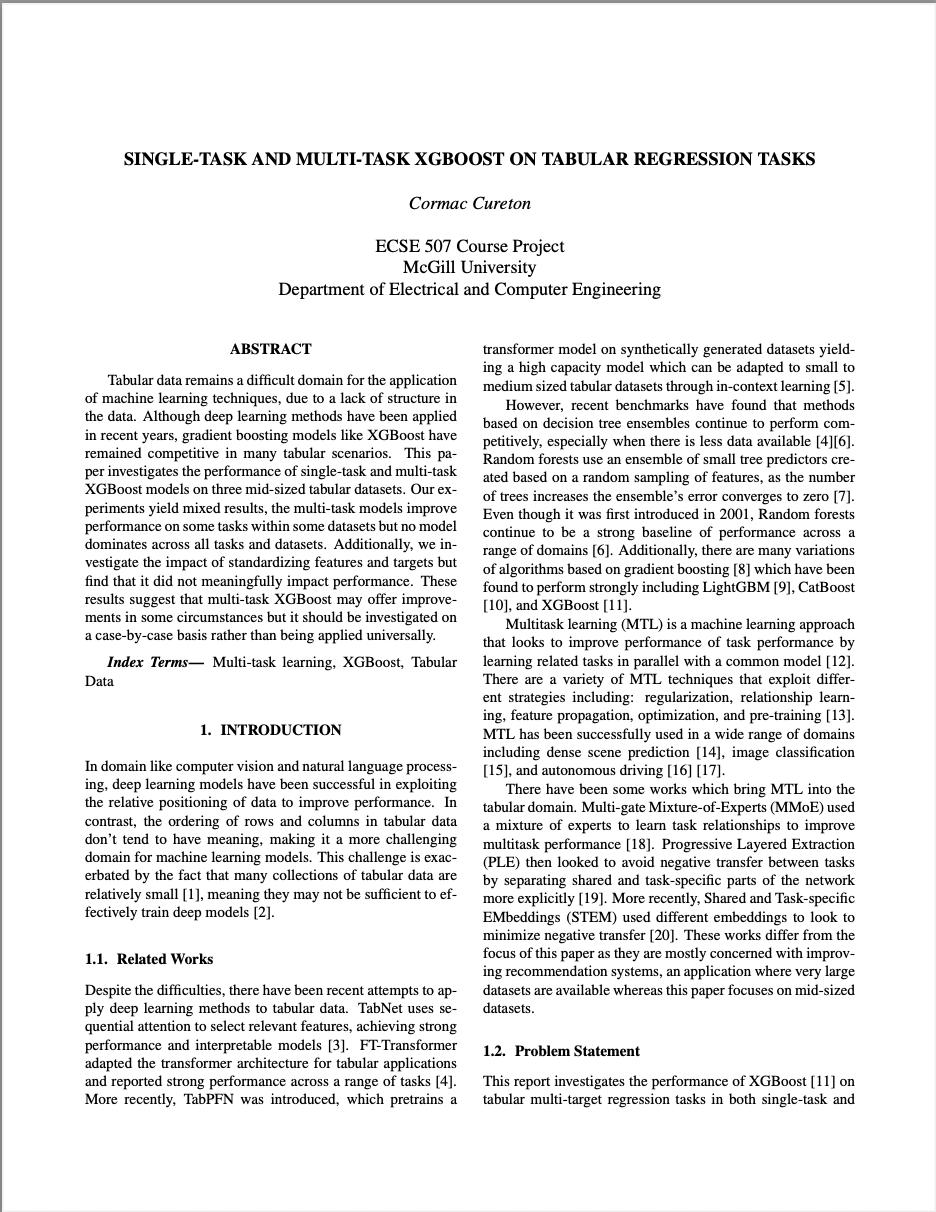 SINGLE-TASK AND MULTI-TASK XGBOOST ON TABULAR REGRESSION TASKS
Cormac Cureton
ECSE 507 Course Project
McGill University
Department of Electrical and Computer Engineering
ABSTRACT
Tabular data remains a difficult domain for the application
of machine learning techniques, due to a lack of structure in
the data. Although deep learning methods have been applied
in recent years, gradient boosting models like XGBoost have
remained competitive in many tabular scenarios. This pa-
per investigates the performance of single-task and multi-task
XGBoost models on three mid-sized tabular datasets. Our ex-
periments yield mixed results, the multi-task models improve
performance on some tasks within some datasets but no model
dominates across all tasks and datasets. Additionally, we in-
vestigate the impact of standardizing features and targets but
find that it did not meaningfully impact performance. These
results suggest that multi-task XGBoost may offer improve-
ments in some circumstances but it should be investigated on
a case-by-case basis rather than being applied universally.
Index Terms— Multi-task learning, XGBoost, Tabular
Data
1. INTRODUCTION
In domain like computer vision and natural language process-
ing, deep learning models have been successful in exploiting
the relative positioning of data to improve performance. In
contrast, the ordering of rows and columns in tabular data
don't tend to have meaning, making it a more challenging
domain for machine learning models. This challenge is exac-
erbated by the fact that many collections of tabular data are
relatively small [1], meaning they may not be sufficient to ef-
fectively train deep models [2].
1.1. Related Works
Despite the difficulties, there have been recent attempts to ap-
ply deep learning methods to tabular data. TabNet uses se-
quential attention to select relevant features, achieving strong
performance and interpretable models [3]. FT-Transformer
adapted the transformer architecture for tabular applications
and reported strong performance across a range of tasks [4].
More recently, TabPFN was introduced, which pretrains a
transformer model on synthetically generated datasets yield-
ing a high capacity model which can be adapted to small to
medium sized tabular datasets through in-context learning [5].
However, recent benchmarks have found that methods
based on decision tree ensembles continue to perform com-
petitively, especially when there is less data available [4][6].
Random forests use an ensemble of small tree predictors cre-
ated based on a random sampling of features, as the number
of trees increases the ensemble's error converges to zero [7].
Even though it was first introduced in 2001, Random forests
continue to be a strong baseline of performance across a
range of domains [6]. Additionally, there are many variations
of algorithms based on gradient boosting [8] which have been
found to perform strongly including LightGBM [9], CatBoost
[10], and XGBoost [11].
Multitask learning (MTL) is a machine learning approach
that looks to improve performance of task performance by
learning related tasks in parallel with a common model [12].
There are a variety of MTL techniques that exploit differ-
ent strategies including: regularization, relationship learn-
ing, feature propagation, optimization, and pre-training [13].
MTL has been successfully used in a wide range of domains
including dense scene prediction [14], image classification
[15], and autonomous driving [16] [17].
There have been some works which bring MTL into the
tabular domain. Multi-gate Mixture-of-Experts (MMoE) used
a mixture of experts to learn task relationships to improve
multitask performance [18]. Progressive Layered Extraction
(PLE) then looked to avoid negative transfer between tasks
by separating shared and task-specific parts of the network
more explicitly [19]. More recently, Shared and Task-specific
EMbeddings (STEM) used different embeddings to look to
minimize negative transfer [20]. These works differ from the
focus of this paper as they are mostly concerned with improv-
ing recommendation systems, an application where very large
datasets are available whereas this paper focuses on mid-sized
datasets.
1.2. Problem Statement
This report investigates the performance of XGBoost [11] on
tabular multi-target regression tasks in both single-task and